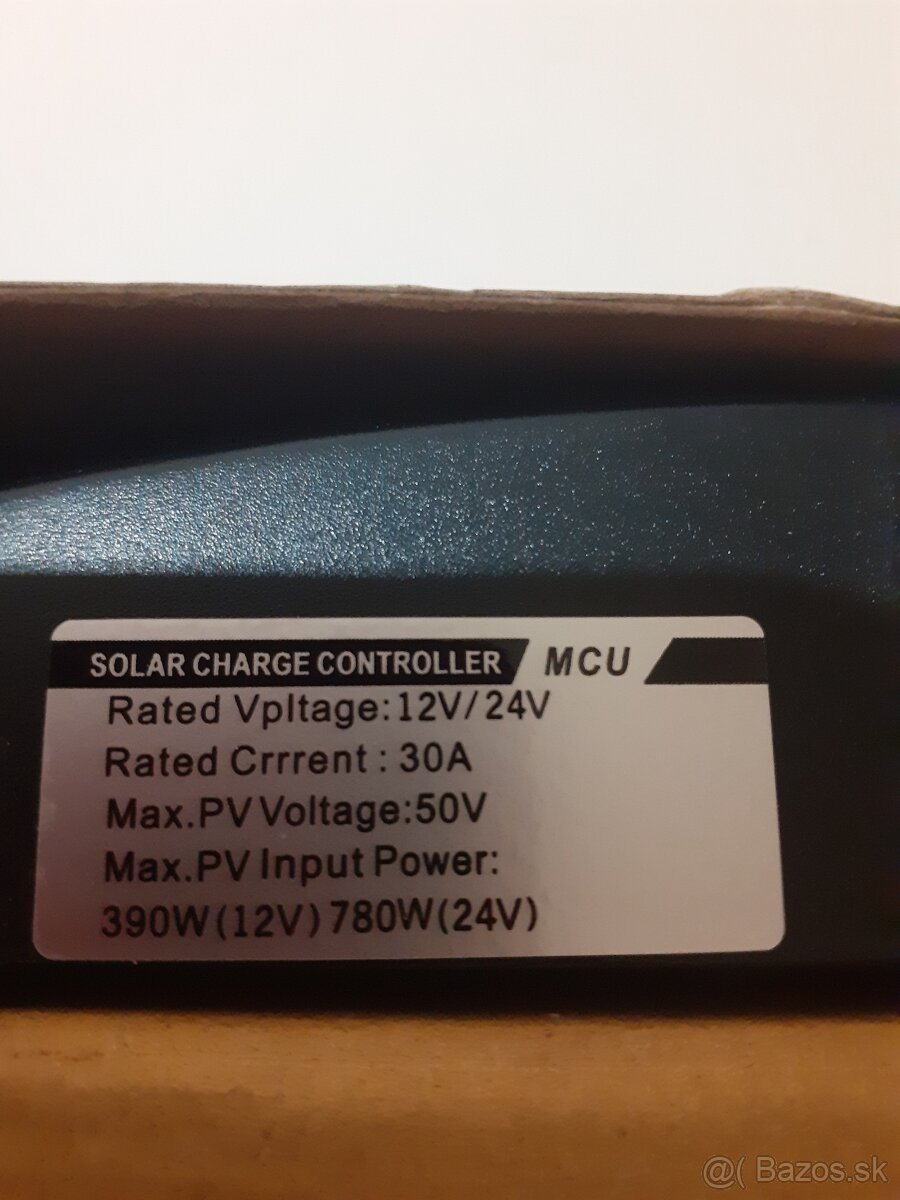 SOLAR CHARGE CONTROLLER MCU
Rated Vpltage:12V/24V
Rated Crrrent : 30A
Max.PV Voltage:50V
Max.PV Input Power:
390W(12V) 780W(24V)
@( Bazos.sk